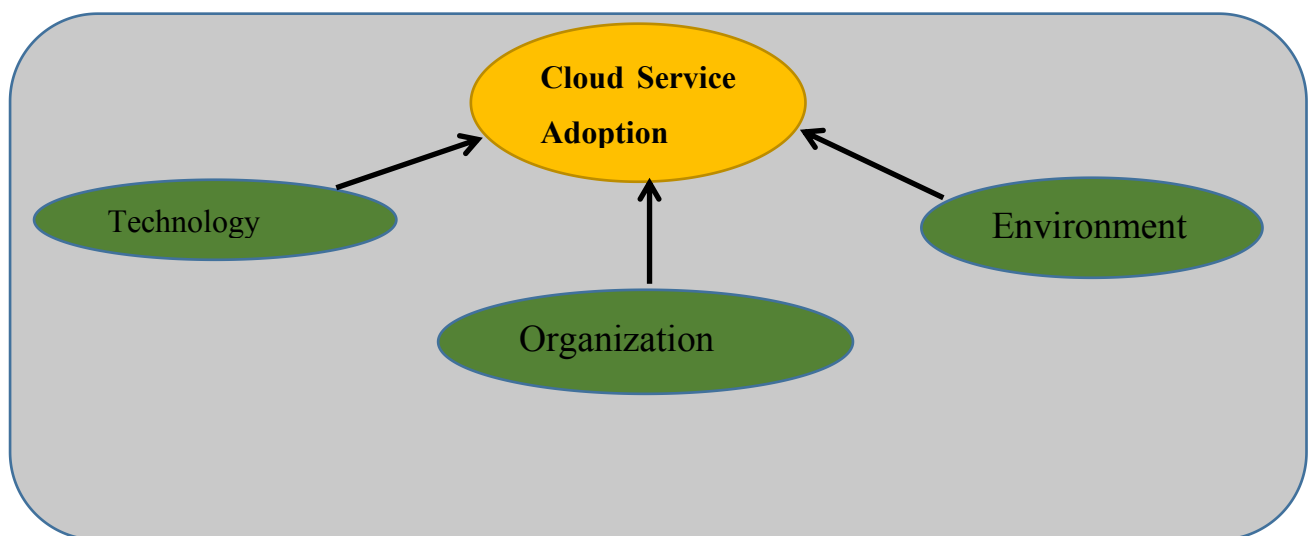 Cloud Service
Adoption
Technology
Environment
Organization